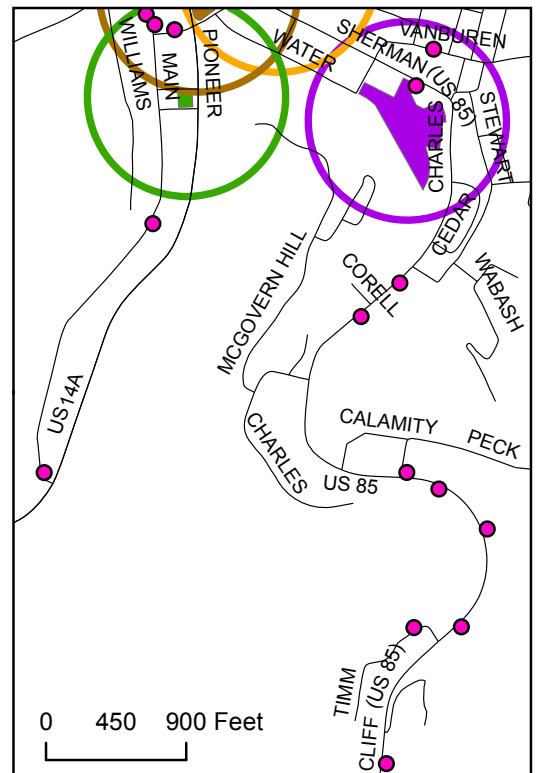 VANBUREN
SHERMAN (US 85)
WATER
WILLIAMS
MAIN
PIONEER
CHARLES
STEWART
CEDAR
WABASH
MCGOVERN HILL
CORELL
US14A
CALAMITY
PECK
CHARLES
US 85
TIMM
CLIFF (US 85)
0 450 900 Feet